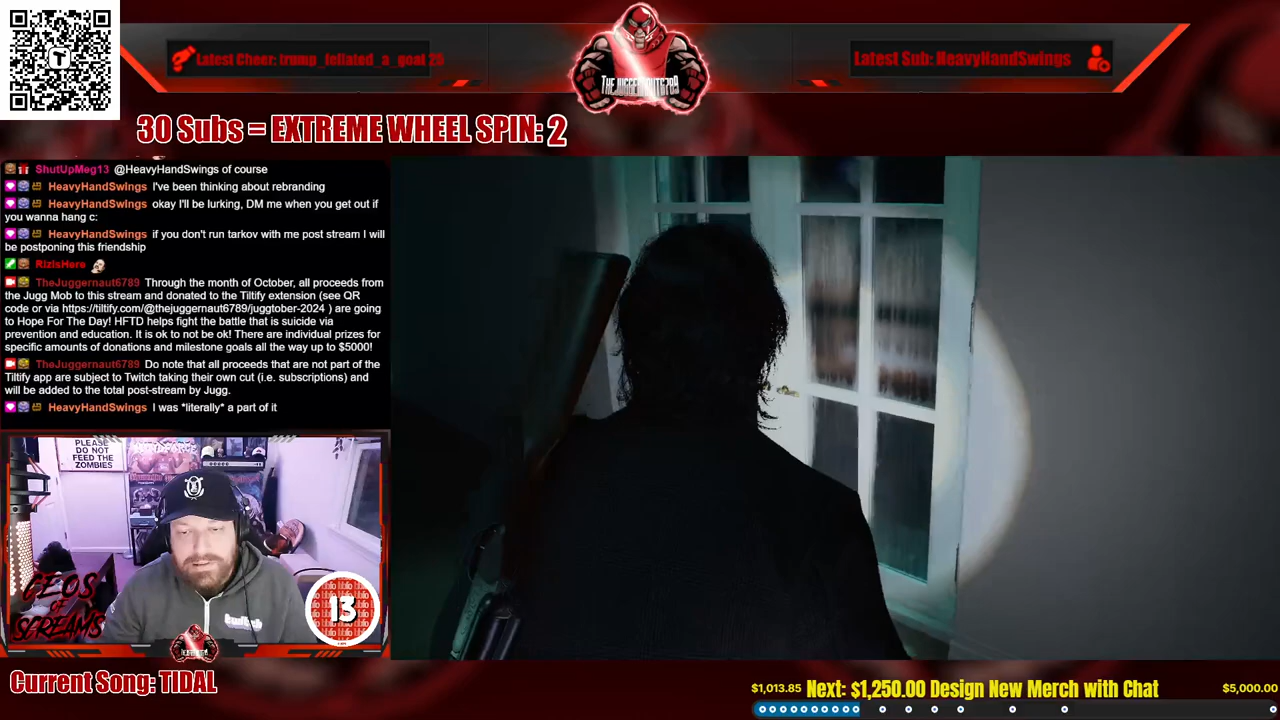 Latest Cheer: trump_fellated_a_goat 25
THEJUGGERNAUT6789
Latest Sub: HeavyHandSwings
30 Subs = EXTREME WHEEL SPIN: 2
ShutUpMeg13 @HeavyHandSwings of course
HeavyHandSwings I've been thinking about rebranding
HeavyHandSwings okay I'll be lurking, DM me when you get out if
you wanna hang c:
HeavyHandSwings if you don't run tarkov with me post stream I will
be postponing this friendship
RizIsHere
TheJuggernaut6789 Through the month of October, all proceeds from
the Jugg Mob to this stream and donated to the Tiltify extension (see QR
code or via https://tiltify.com/@thejuggernaut6789/juggtober-2024 ) are going
to Hope For The Day! HFTD helps fight the battle that is suicide via
prevention and education. It is ok to not be ok! There are individual prizes for
specific amounts of donations and milestone goals all the way up to $5000!
TheJuggernaut6789 Do note that all proceeds that are not part of the
Tiltify app are subject to Twitch taking their own cut (i.e. subscriptions) and
will be added to the total post-stream by Jugg.
HeavyHandSwings I was *literally* a part of it
PLEASE
DO NOT
FEED THE
ZOMBIES
GEOS
OF
SCREAMS
twitch
13
Current Song: TIDAL
$1,013.85 Next: $1,250.00 Design New Merch with Chat $5,000.00